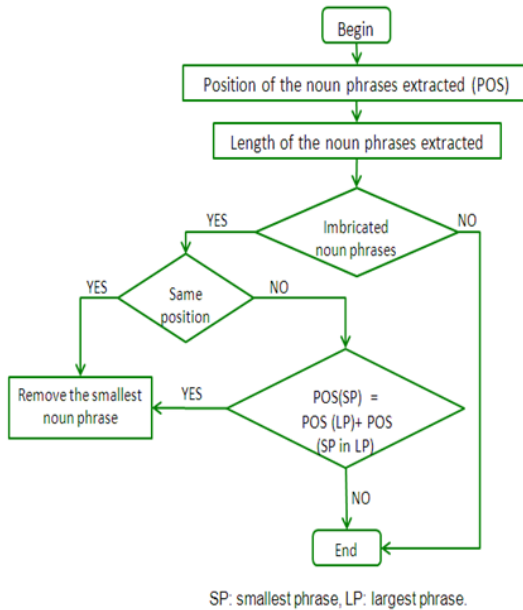 Begin
Position of the noun phrases extracted (POS)
Length of the noun phrases extracted
YES
Imbricated
noun phrases
NO
YES
Same
position
NO
Remove the smallest
noun phrase
YES
POS(SP) =
POS (LP)+ POS
(SP in LP)
NO
End
SP: smallest phrase, LP: largest phrase.